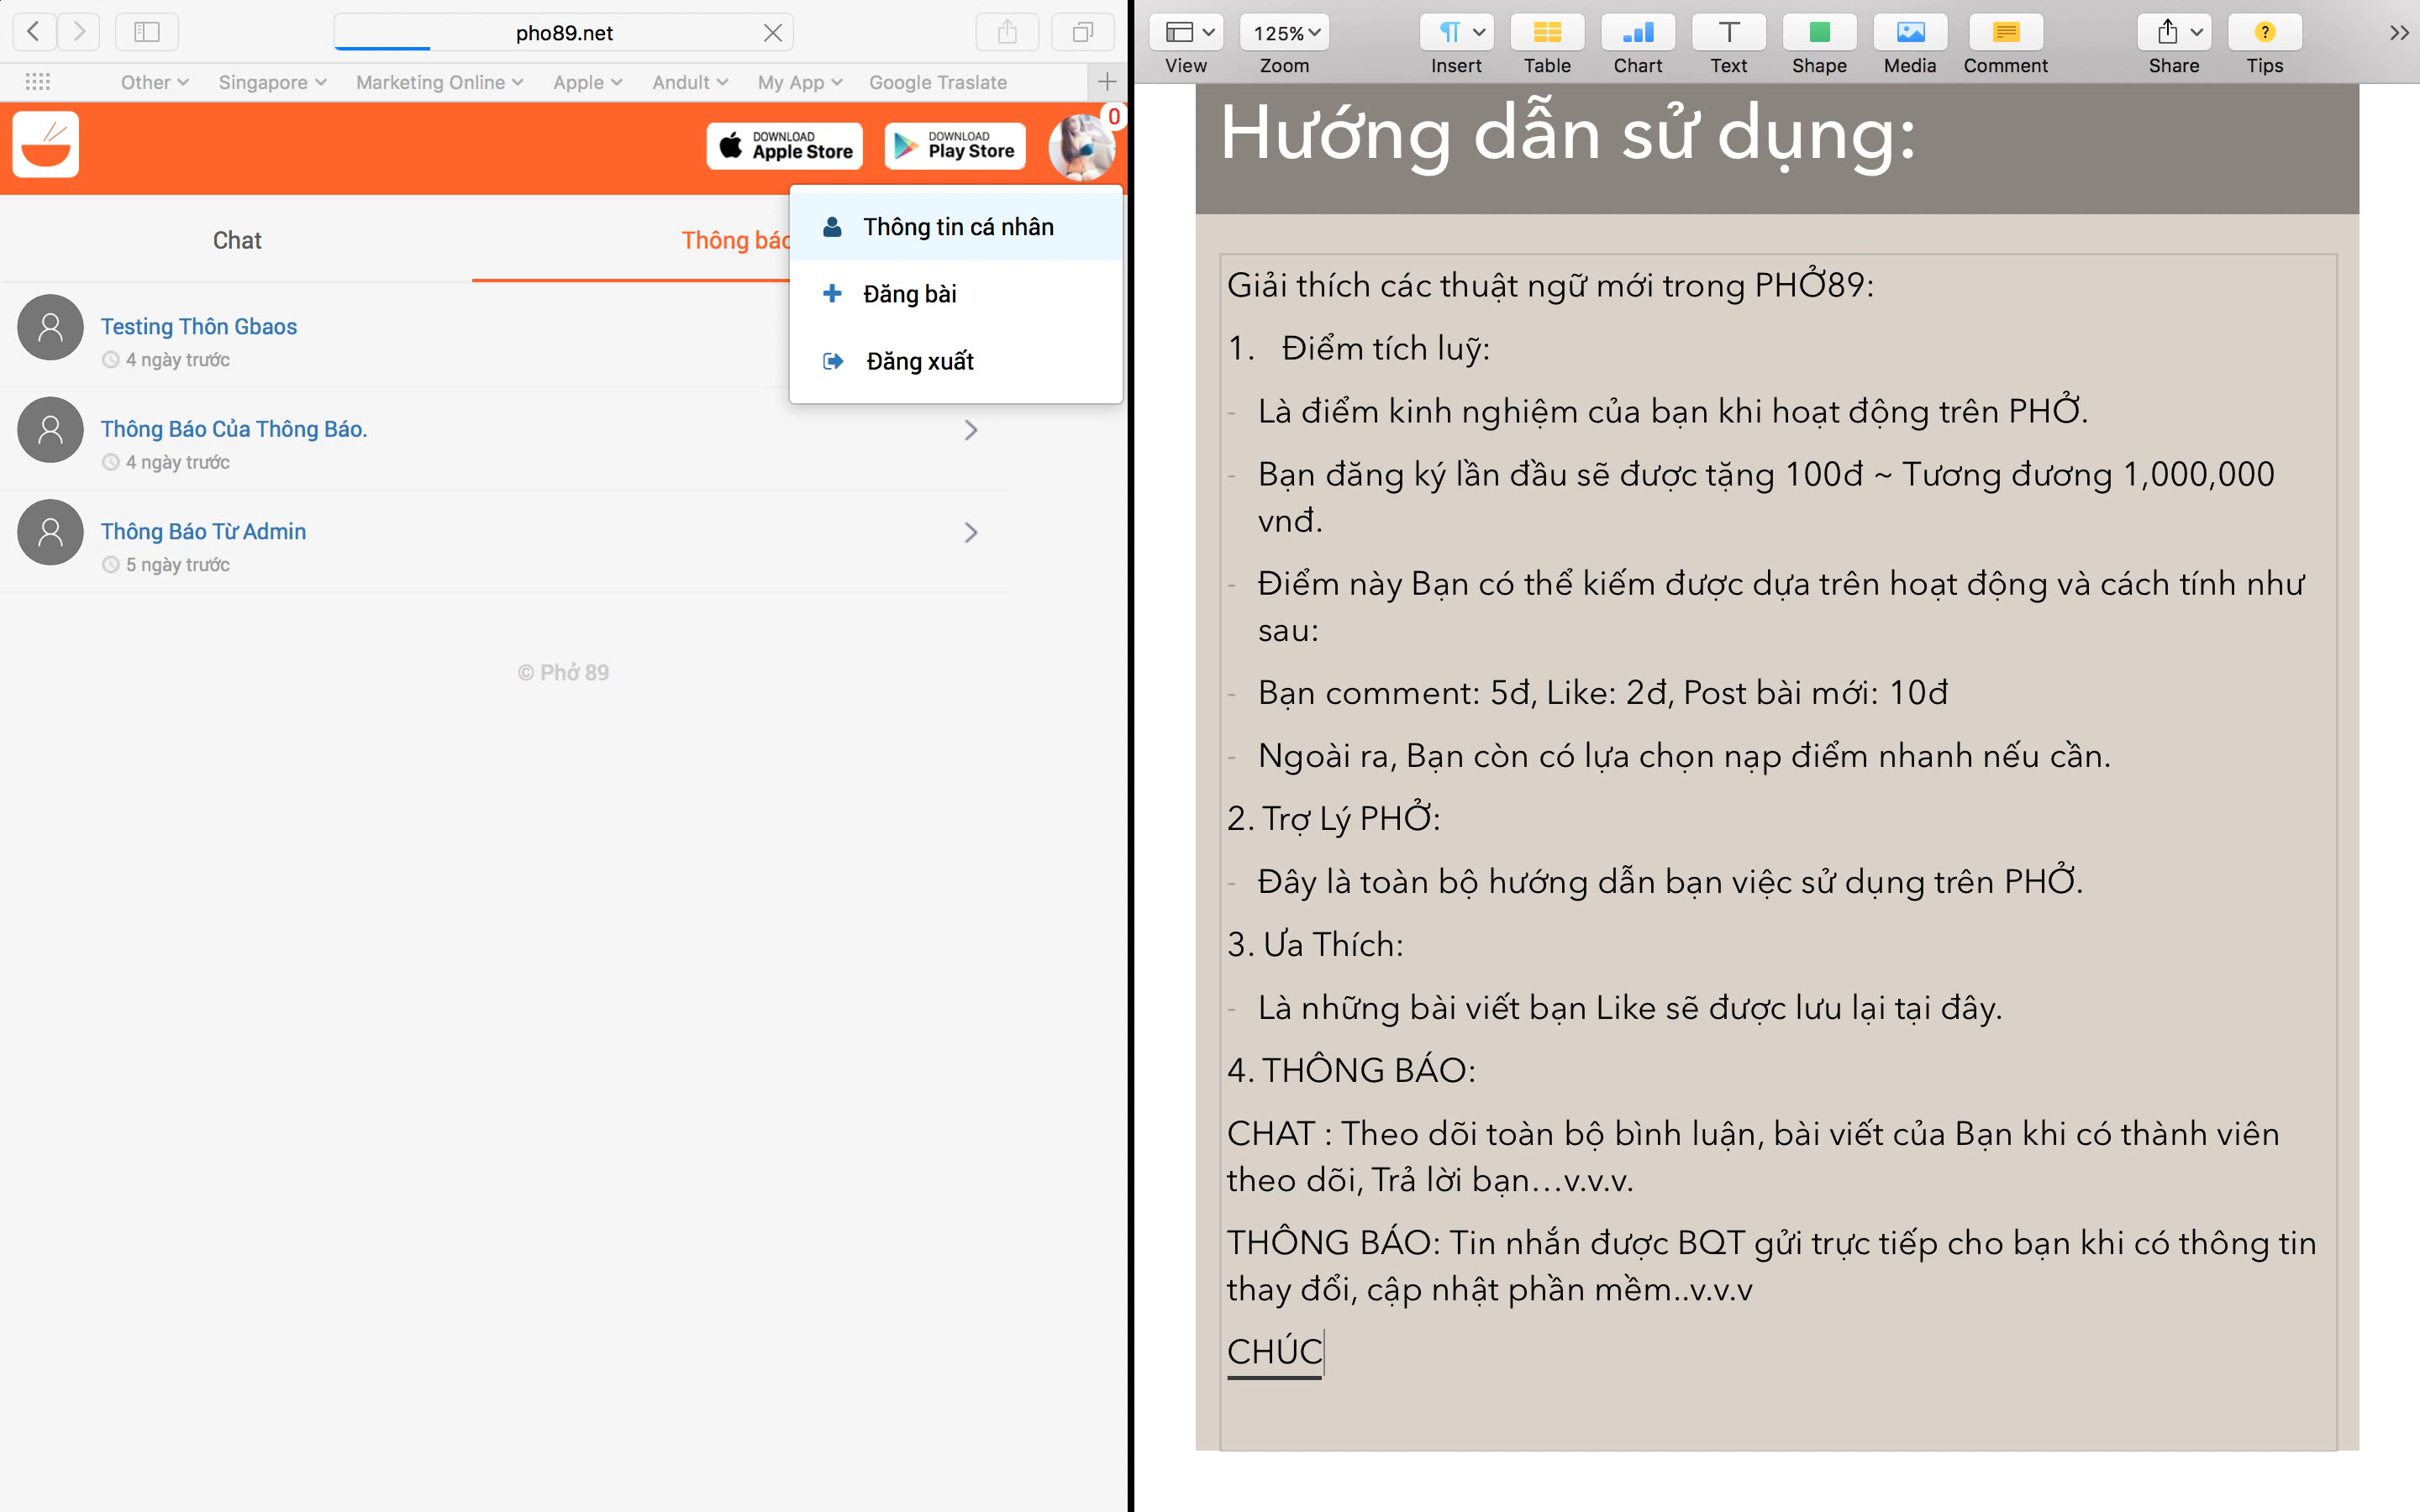 pho89.net
Other
Singapore
Marketing Online
Apple
Andult
My App
Google Traslate
DOWNLOAD
Apple Store
DOWNLOAD
Play Store
0
Chat
Thông báo
Thông tin cá nhân
Đăng bài
Đăng xuất
Testing Thôn Gbaos
4 ngày trước
Thông Báo Của Thông Báo.
4 ngày trước
Thông Báo Từ Admin
5 ngày trước
© Phở 89
125%
View
Zoom
Insert
Table
Chart
Text
Shape
Media
Comment
Share
Tips
Hướng dẫn sử dụng:
Giải thích các thuật ngữ mới trong PHỞ89:
1. Điểm tích luỹ:
- Là điểm kinh nghiệm của bạn khi hoạt động trên PHỞ.
- Bạn đăng ký lần đầu sẽ được tặng 100đ ~ Tương đương 1,000,000
vnđ.
- Điểm này Bạn có thể kiếm được dựa trên hoạt động và cách tính như
sau:
- Bạn comment: 5đ, Like: 2đ, Post bài mới: 10đ
- Ngoài ra, Bạn còn có lựa chọn nạp điểm nhanh nếu cần.
2. Trợ Lý PHỞ:
- Đây là toàn bộ hướng dẫn bạn việc sử dụng trên PHỞ.
3. Ưa Thích:
- Là những bài viết bạn Like sẽ được lưu lại tại đây.
4. THÔNG BÁO:
CHAT : Theo dõi toàn bộ bình luận, bài viết của Bạn khi có thành viên
theo dõi, Trả lời bạn...v.v.v.
THÔNG BÁO: Tin nhắn được BQT gửi trực tiếp cho bạn khi có thông tin
thay đổi, cập nhật phần mềm..v.v.v
CHÚC